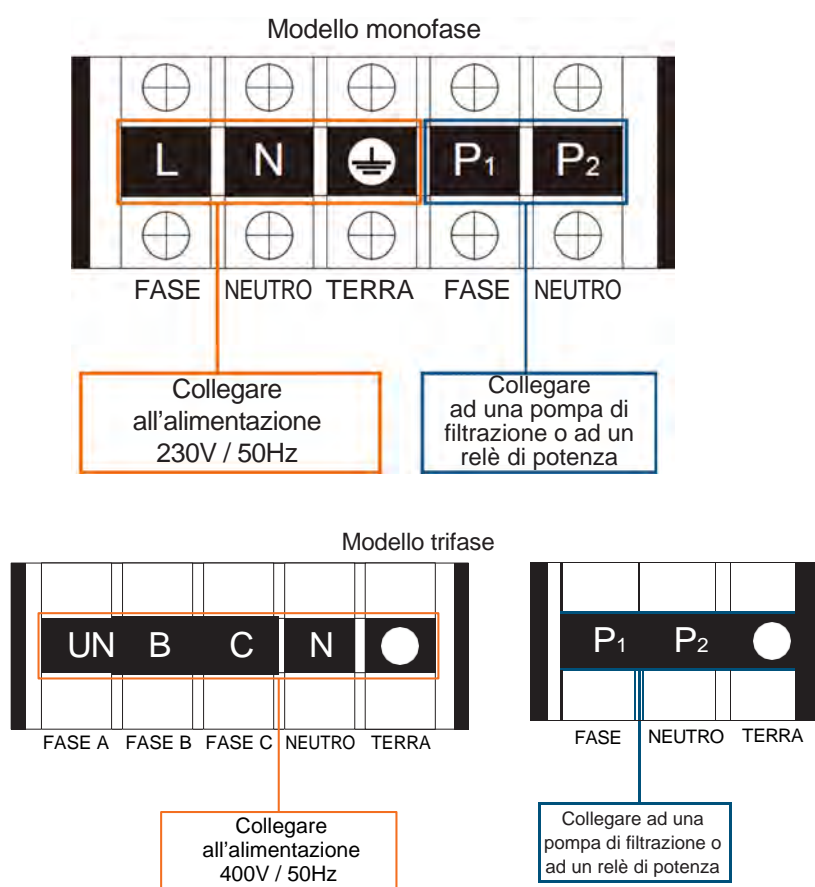 Modello monofase
L N P1 P2
FASE NEUTRO TERRA FASE NEUTRO
Collegare
all'alimentazione
230V / 50Hz
Collegare
ad una pompa di
filtrazione o ad un
relè di potenza
Modello trifase
UN B C N
FASE A FASE B FASE C NEUTRO TERRA
P1 P2
FASE NEUTRO TERRA
Collegare
all'alimentazione
400V / 50Hz
Collegare ad una
pompa di filtrazione o
ad un relè di potenza